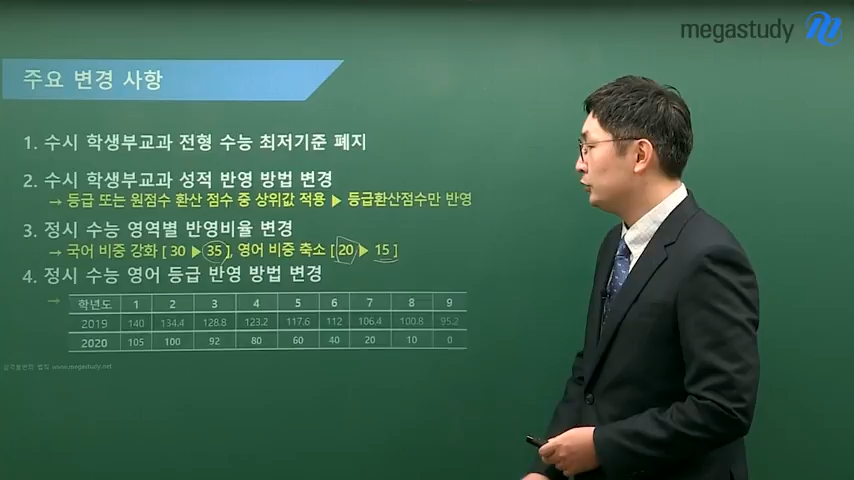 megastudy
주요 변경 사항
1. 수시 학생부교과 전형 수능 최저기준 폐지
2. 수시 학생부교과 성적 반영 방법 변경
→ 등급 또는 원점수 환산 점수 중 상위값 적용 ▶ 등급환산점수만 반영
3. 정시 수능 영역별 반영비율 변경
→ 국어 비중 강화 [ 30 ▶ 35 ], 영어 비중 축소 [ 20 ▶ 15 ]
4. 정시 수능 영어 등급 반영 방법 변경
→
학년도 1 2 3 4 5 6 7 8 9
2019 140 134.4 128.8 123.2 117.6 112 106.4 100.8 95.2
2020 105 100 92 80 60 40 20 10 0
www.megastudy.net